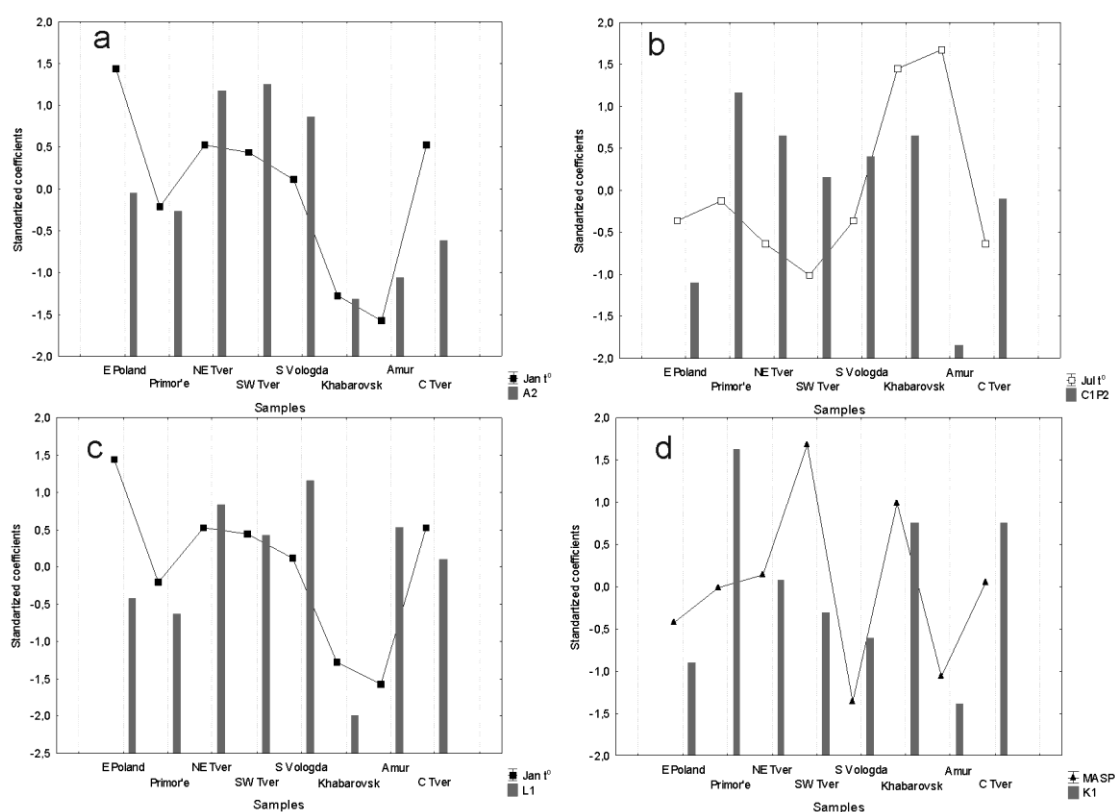 a
2,0
1,5
1,0
0,5
0,0
-0,5
-1,0
-1,5
-2,0
Standartized coefficients
E Poland
Primor'e
NE Tver
SW Tver
S Vologda
Khabarovsk
Amur
C Tver
Samples
Jan t⁰
A2
b
2,0
1,5
1,0
0,5
0,0
-0,5
-1,0
-1,5
-2,0
Standartized coefficients
E Poland
Primor'e
NE Tver
SW Tver
S Vologda
Khabarovsk
Amur
C Tver
Samples
Jul t⁰
C1P2
c
2,0
1,5
1,0
0,5
0,0
-0,5
-1,0
-1,5
-2,0
-2,5
Standartized coefficients
E Poland
Primor'e
NE Tver
SW Tver
S Vologda
Khabarovsk
Amur
C Tver
Samples
Jan t⁰
L1
d
2,0
1,5
1,0
0,5
0,0
-0,5
-1,0
-1,5
-2,0
Standartized coefficients
E Poland
Primor'e
NE Tver
SW Tver
S Vologda
Khabarovsk
Amur
C Tver
Samples
MASP
K1